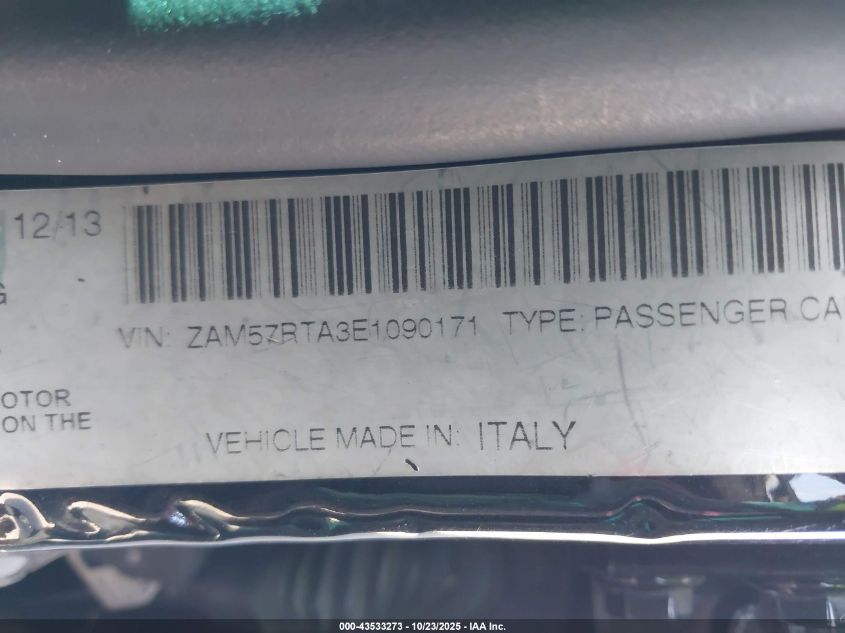 12/13
G
VIN: ZAM57RTA3E1090171 TYPE: PASSENGER CA
OTOR
ON THE
VEHICLE MADE IN: ITALY
000-43533273 - 10/23/2025 - IAA Inc.